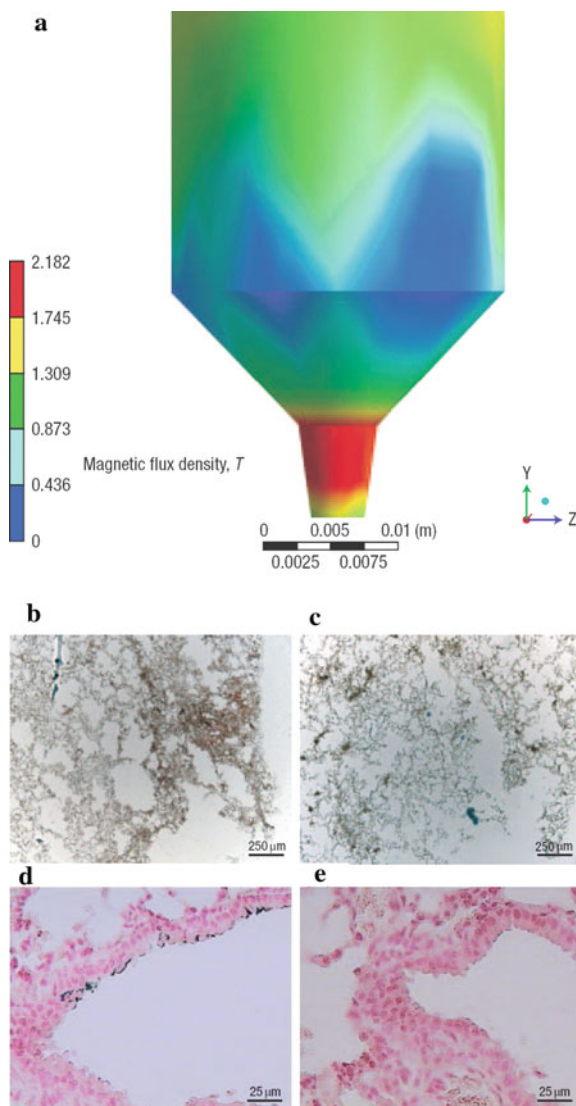 a
2.182
1.745
1.309
0.873
0.436
0
Magnetic flux density, T
Y
Z
0 0.005 0.01 (m)
0.0025 0.0075
b
c
250 µm
250 µm
d
e
25 µm
25 µm